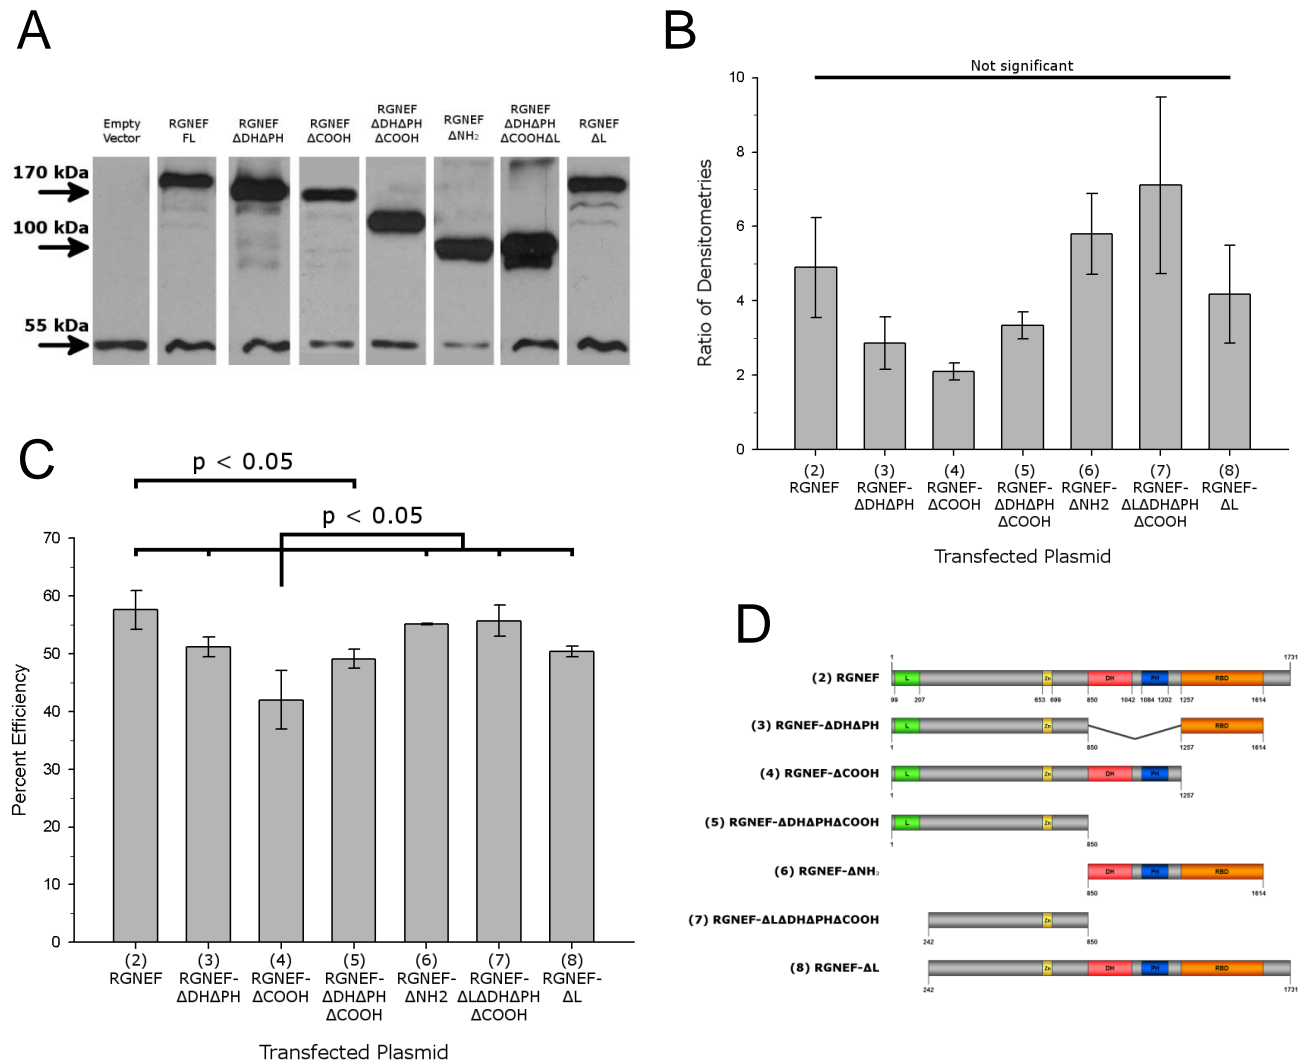 A
Empty
Vector
RGNEF
FL
RGNEF
ΔDHΔPH
RGNEF
ΔCOOH
RGNEF
ΔDHΔPH
ΔCOOH
RGNEF
ΔNH₂
RGNEF
ΔDHΔPH
ΔCOOHΔL
RGNEF
ΔL
170 kDa
100 kDa
55 kDa
B
Not significant
10
8
6
4
2
0
Ratio of Densitometries
(2)
RGNEF
(3)
RGNEF-
ΔDHΔPH
(4)
RGNEF-
ΔCOOH
(5)
RGNEF-
ΔDHΔPH
ΔCOOH
(6)
RGNEF-
ΔNH2
(7)
RGNEF-
ΔLΔDHΔPH
ΔCOOH
(8)
RGNEF-
ΔL
Transfected Plasmid
C
p < 0.05
p < 0.05
70
60
50
40
30
20
10
0
Percent Efficiency
(2)
RGNEF
(3)
RGNEF-
ΔDHΔPH
(4)
RGNEF-
ΔCOOH
(5)
RGNEF-
ΔDHΔPH
ΔCOOH
(6)
RGNEF-
ΔNH2
(7)
RGNEF-
ΔLΔDHΔPH
ΔCOOH
(8)
RGNEF-
ΔL
Transfected Plasmid
D
1 1731
(2) RGNEF L Zn DH PH RBD
99 207 653 699 850 1042 1084 1202 1257 1614
(3) RGNEF-ΔDHΔPH L Zn RBD
1 850 1257 1614
(4) RGNEF-ΔCOOH L Zn DH PH
1 1257
(5) RGNEF-ΔDHΔPHΔCOOH L Zn
1 850
(6) RGNEF-ΔNH₂ DH PH RBD
850 1614
(7) RGNEF-ΔLΔDHΔPHΔCOOH Zn
242 850
(8) RGNEF-ΔL Zn DH PH RBD
242 1731